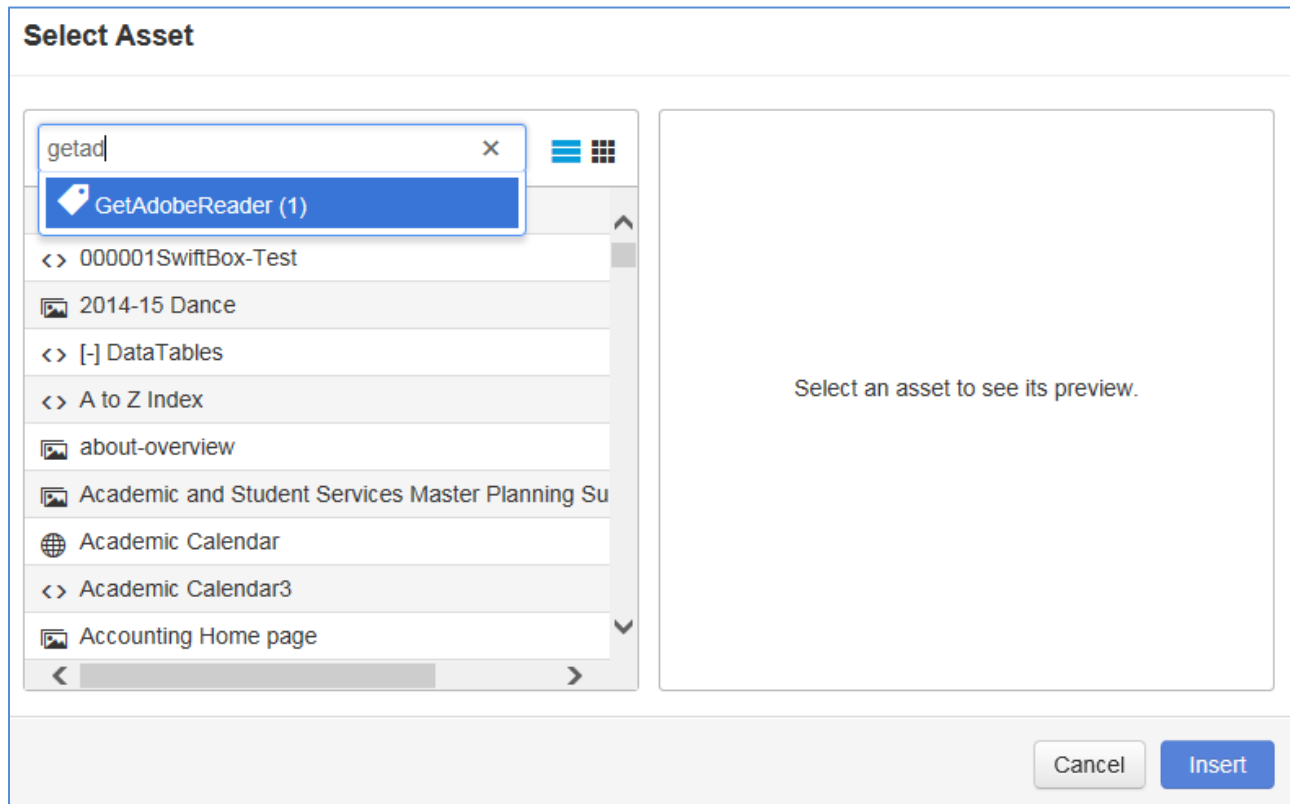 Select Asset
getad
GetAdobeReader (1)
000001SwiftBox-Test
2014-15 Dance
[-] DataTables
A to Z Index
about-overview
Academic and Student Services Master Planning Su
Academic Calendar
Academic Calendar3
Accounting Home page
Select an asset to see its preview.
Cancel
Insert